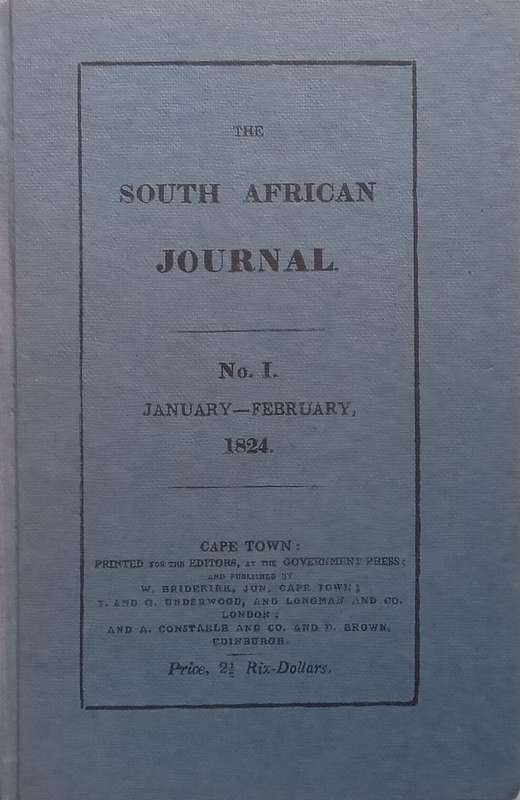 THE
SOUTH AFRICAN
JOURNAL.
No. I.
JANUARY—FEBRUARY,
1824.
CAPE TOWN:
PRINTED FOR THE EDITORS, AT THE GOVERNMENT PRESS;
AND PUBLISHED BY
W. BRIDEKIRK, JUN. CAPE TOWN;
T. AND G. UNDERWOOD, AND LONGMAN AND CO.
LONDON;
AND A. CONSTABLE AND CO. AND D. BROWN,
EDINBURGH.
Price, 2½ Rix-Dollars.